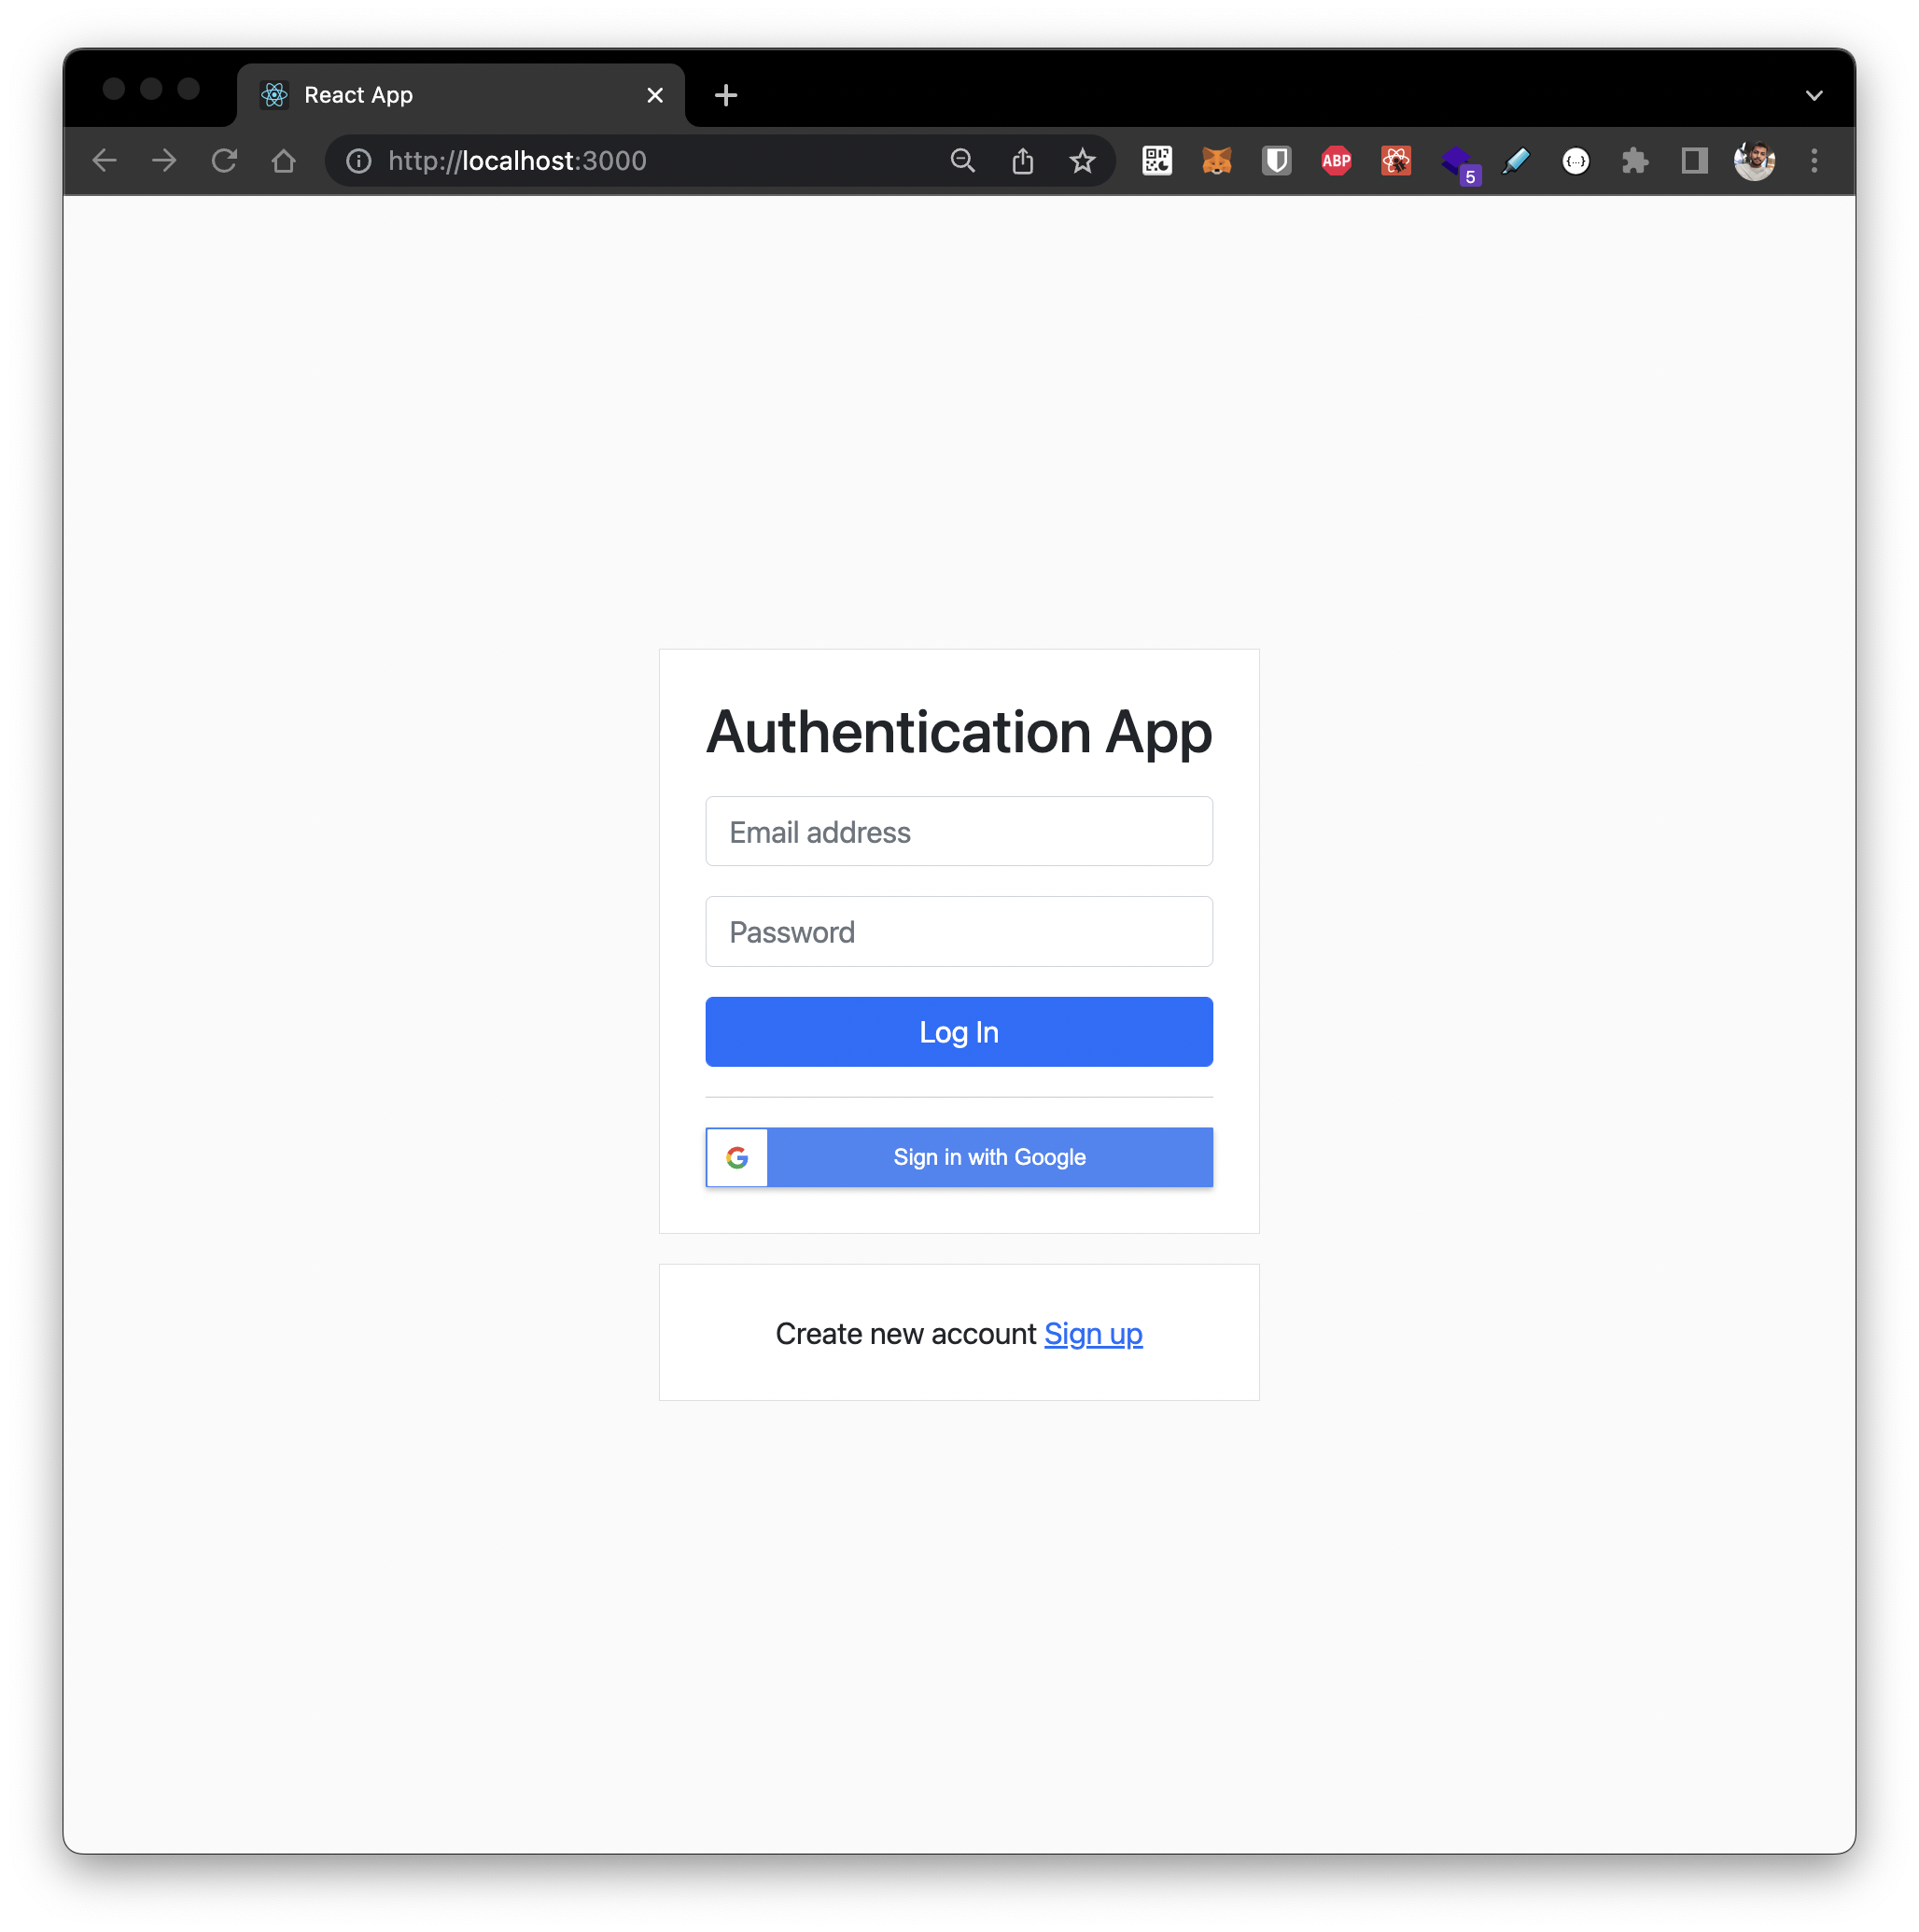 React App
http://localhost:3000
ABP
{...}
5
Authentication App
Email address
Password
Log In
G Sign in with Google
Create new account Sign up